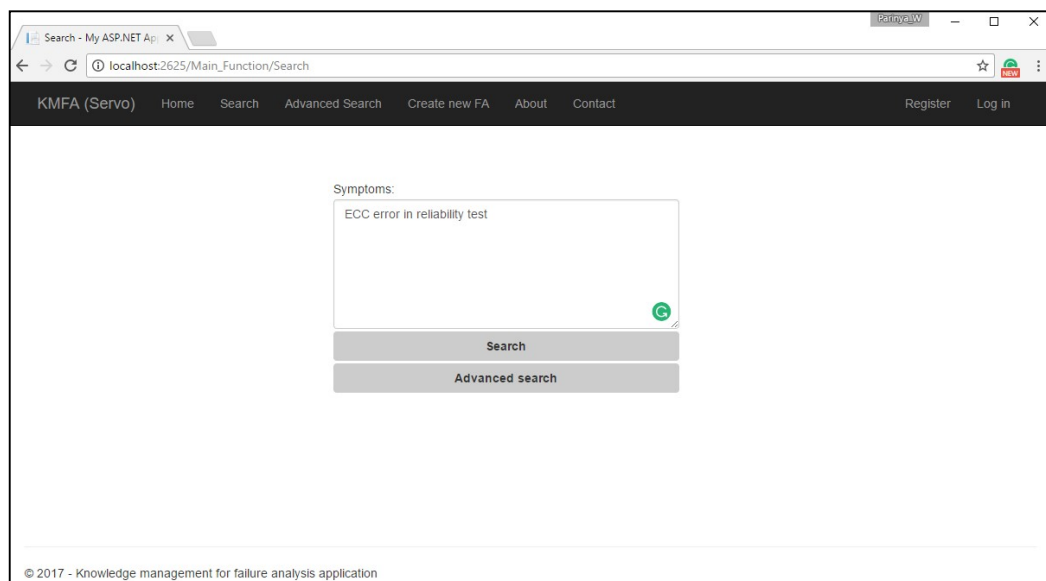 Parinya_W
Search - My ASP.NET Ap
localhost:2625/Main_Function/Search
NEW
KMFA (Servo) Home Search Advanced Search Create new FA About Contact Register Log in
Symptoms:
ECC error in reliability test
Search
Advanced search
© 2017 - Knowledge management for failure analysis application